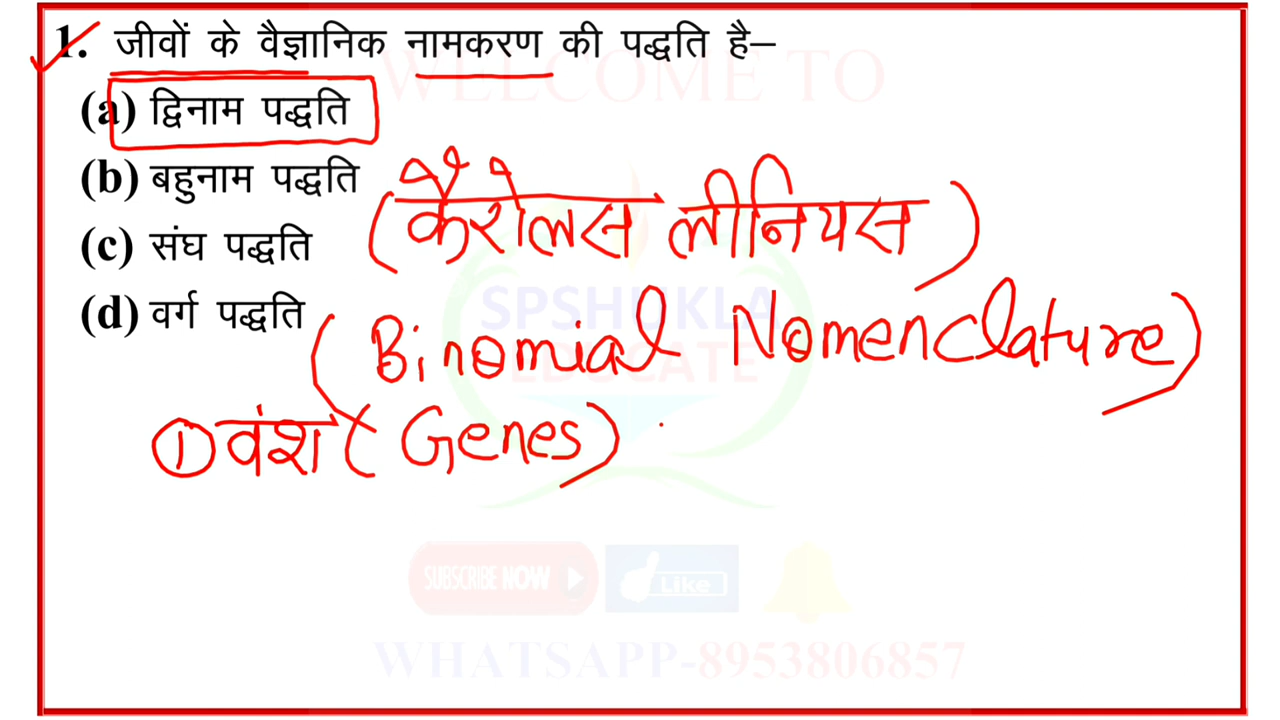 1. जीवों के वैज्ञानिक नामकरण की पद्धति है–
WELCOME TO
(a) द्विनाम पद्धति
(b) बहुनाम पद्धति
(कैरोलस लीनियस)
(c) संघ पद्धति
SPSHUKLA
(d) वर्ग पद्धति
(Binomial Nomenclature)
EDUCATE
① वंश (Genes)
SUBSCRIBE NOW
Like
WHATSAPP-8953806857